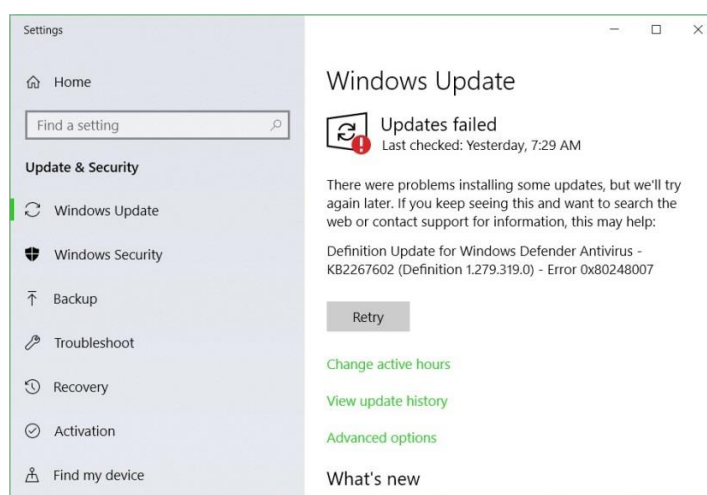 Settings
Home
Find a setting
Update & Security
Windows Update
Windows Security
Backup
Troubleshoot
Recovery
Activation
Find my device
Windows Update
Updates failed
Last checked: Yesterday, 7:29 AM
There were problems installing some updates, but we'll try
again later. If you keep seeing this and want to search the
web or contact support for information, this may help:
Definition Update for Windows Defender Antivirus -
KB2267602 (Definition 1.279.319.0) - Error 0x80248007
Retry
Change active hours
View update history
Advanced options
What's new